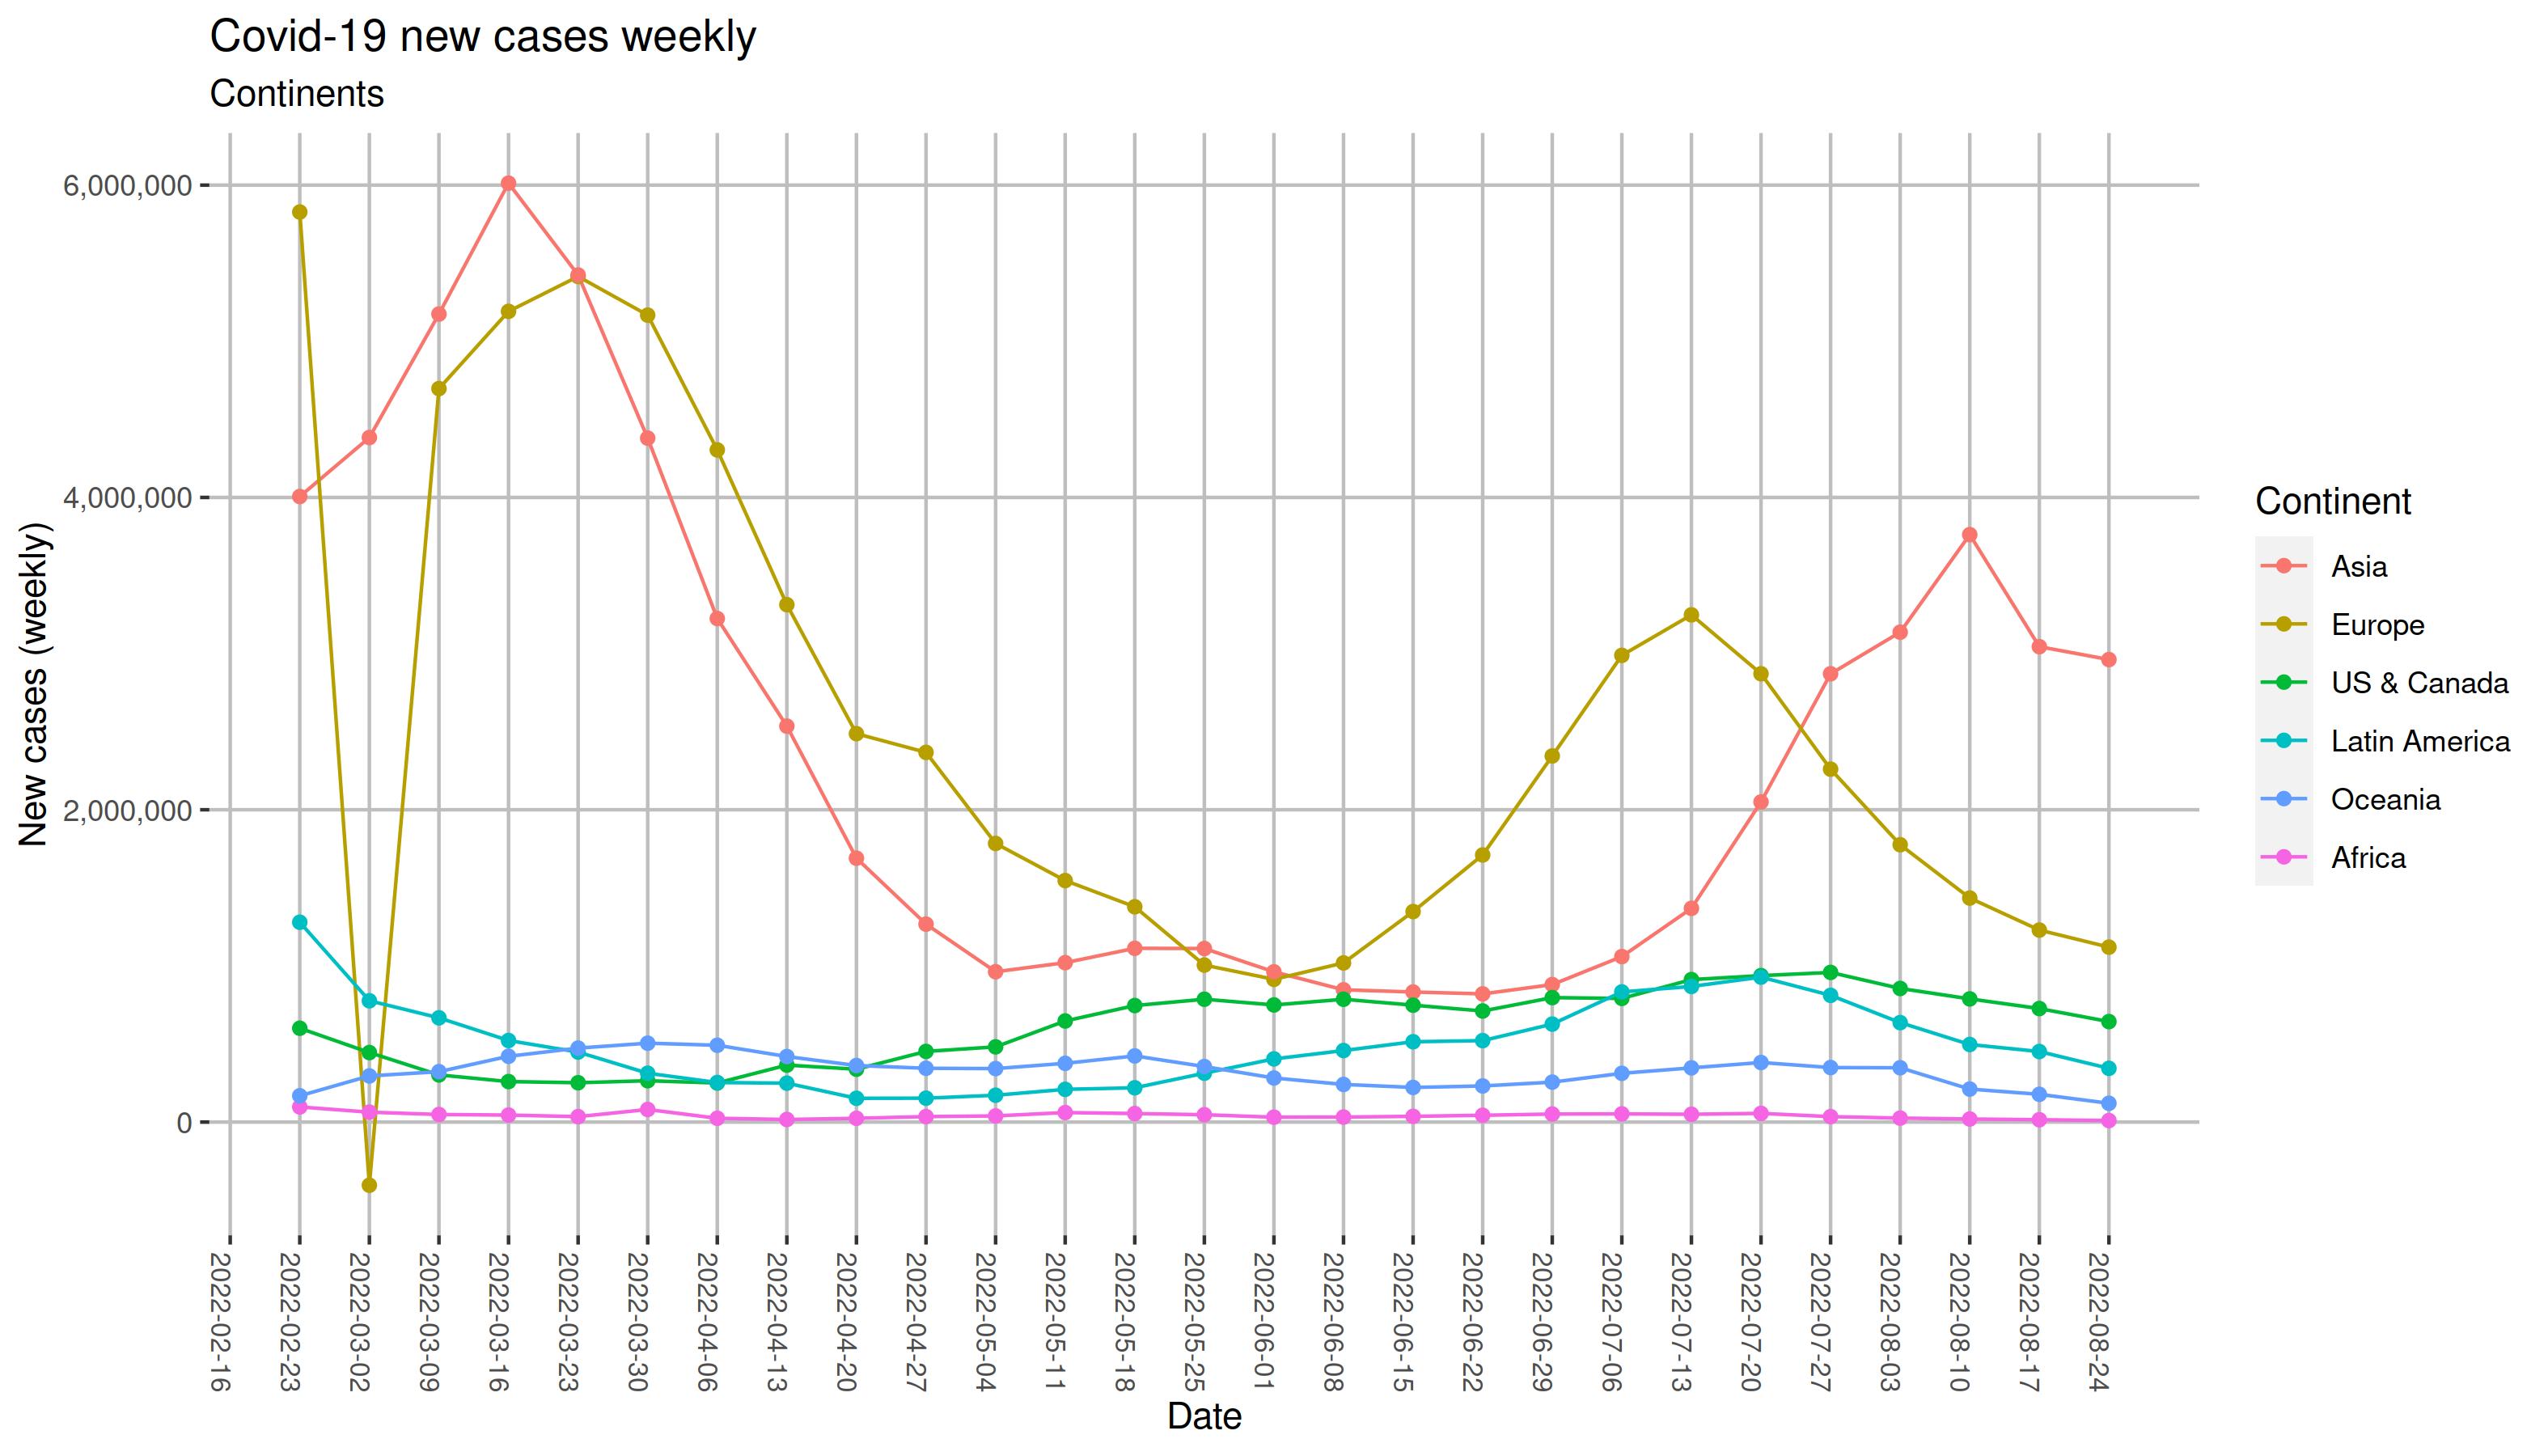 Covid-19 new cases weekly
Continents
New cases (weekly)
6,000,000
4,000,000
2,000,000
0
2022-02-16
2022-02-23
2022-03-02
2022-03-09
2022-03-16
2022-03-23
2022-03-30
2022-04-06
2022-04-13
2022-04-20
2022-04-27
2022-05-04
2022-05-11
2022-05-18
2022-05-25
2022-06-01
2022-06-08
2022-06-15
2022-06-22
2022-06-29
2022-07-06
2022-07-13
2022-07-20
2022-07-27
2022-08-03
2022-08-10
2022-08-17
2022-08-24
Date
Continent
Asia
Europe
US & Canada
Latin America
Oceania
Africa